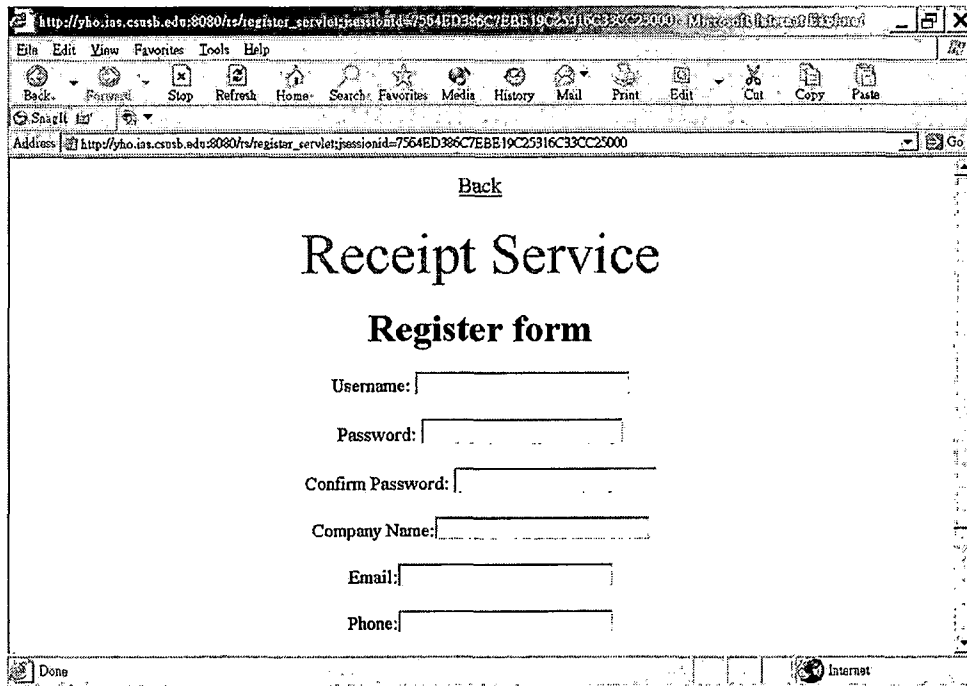 http://yho.ias.csusb.edu:8080/rs/register_servlet;jsessionid=7564ED386C7EBE19C25316C33CC25000 - Microsoft Internet Explorer
File Edit View Favorites Tools Help
Back Forward Stop Refresh Home Search Favorites Media History Mail Print Edit Cut Copy Paste
SnagIt
Address http://yho.ias.csusb.edu:8080/rs/register_servlet;jsessionid=7564ED386C7EBE19C25316C33CC25000 Go
Back
Receipt Service
Register form
Username:
Password:
Confirm Password:
Company Name:
Email:
Phone:
Done Internet